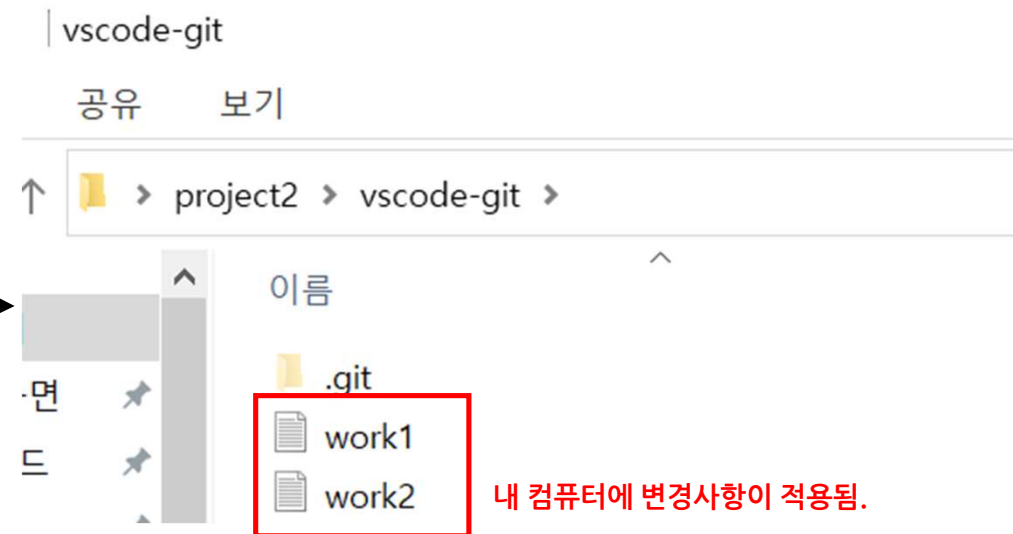 vscode-git
공유 보기
project2 > vscode-git >
이름
.git
면
work1
드
work2
내 컴퓨터에 변경사항이 적용됨.